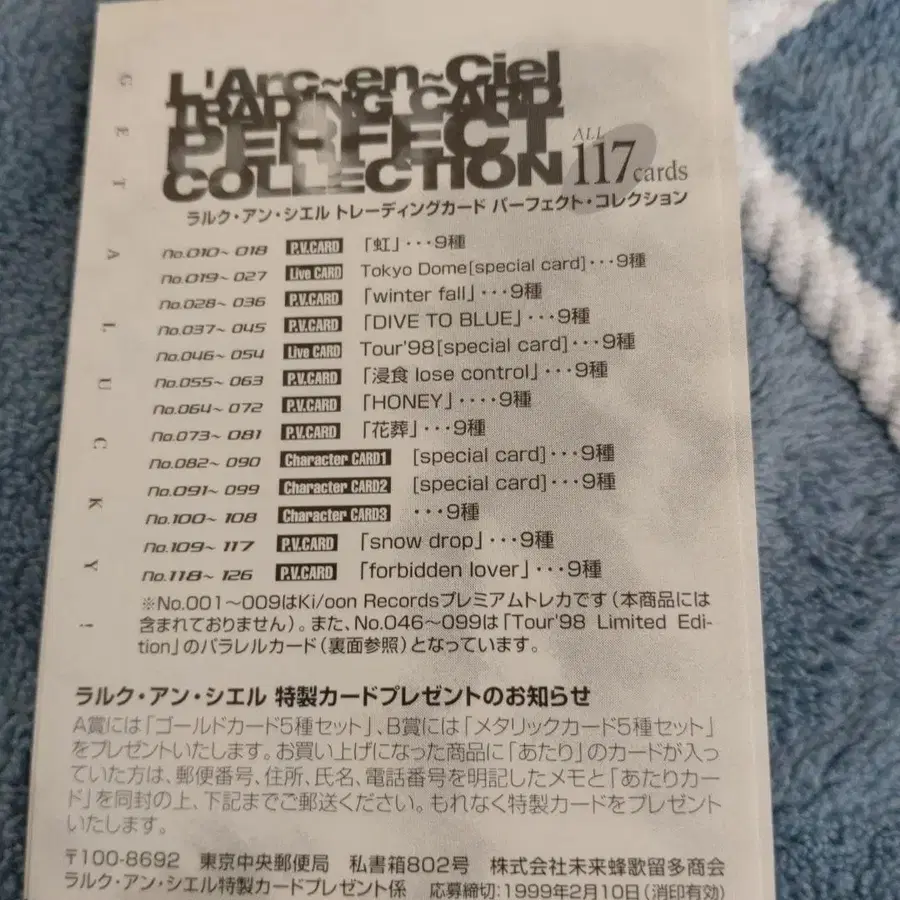 GET A LUCKY!
L'Arc~en~Ciel
TRADING CARD
PERFECT
COLLECTION ALL 117 cards
ラルク・アン・シエル トレーディングカード パーフェクト・コレクション
no.010~018 P.V.CARD 「虹」・・・9種
no.019~027 Live CARD Tokyo Dome[special card]・・・9種
no.028~036 P.V.CARD 「winter fall」・・・9種
no.037~045 P.V.CARD 「DIVE TO BLUE」・・・9種
no.046~054 Live CARD Tour'98[special card]・・・9種
no.055~063 P.V.CARD 「浸食 lose control」・・・9種
no.064~072 P.V.CARD 「HONEY」・・・・9種
no.073~081 P.V.CARD 「花葬」・・・9種
no.082~090 Character CARD1 [special card]・・・9種
no.091~099 Character CARD2 [special card]・・・9種
no.100~108 Character CARD3 ・・・9種
no.109~117 P.V.CARD 「snow drop」・・・9種
no.118~126 P.V.CARD 「forbidden lover」・・・9種
※No.001～009はKi/oon Recordsプレミアムトレカです（本商品には
含まれておりません）。また、No.046～099は「Tour'98 Limited Edi-
tion」のパラレルカード（裏面参照）となっています。
ラルク・アン・シエル 特製カードプレゼントのお知らせ
A賞には「ゴールドカード5種セット」、B賞には「メタリックカード5種セット」
をプレゼントいたします。お買い上げになった商品に「あたり」のカードが入っ
ていた方は、郵便番号、住所、氏名、電話番号を明記したメモと「あたりカー
ド」を同封の上、下記までご郵送ください。もれなく特製カードをプレゼント
いたします。
〒100-8692 東京中央郵便局 私書箱802号 株式会社未来蜂歌留多商会
ラルク・アン・シエル特製カードプレゼント係 応募締切:1999年2月10日(消印有効)